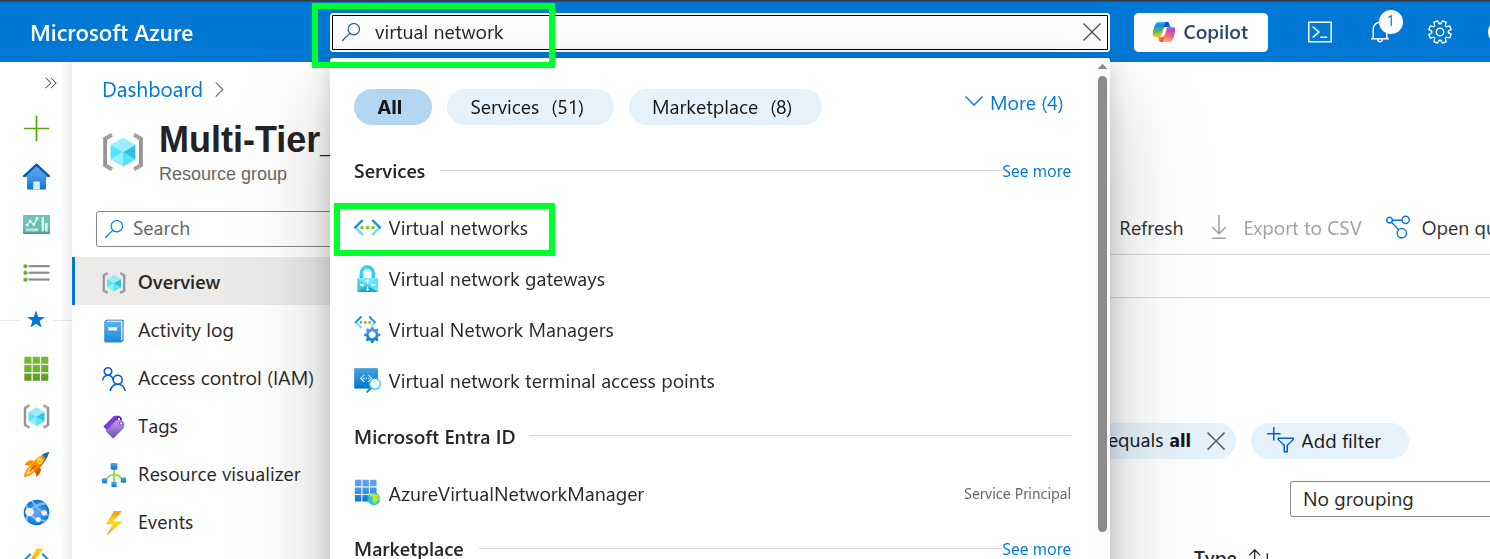 Microsoft Azure
virtual network
Copilot
1
Dashboard
Multi-Tier_
Resource group
Search
Overview
Activity log
Access control (IAM)
Tags
Resource visualizer
Events
All
Services (51)
Marketplace (8)
More (4)
Services
See more
Virtual networks
Virtual network gateways
Virtual Network Managers
Virtual network terminal access points
Microsoft Entra ID
AzureVirtualNetworkManager
Service Principal
Marketplace
See more
Refresh
Export to CSV
Open qu
equals all
Add filter
No grouping
Type